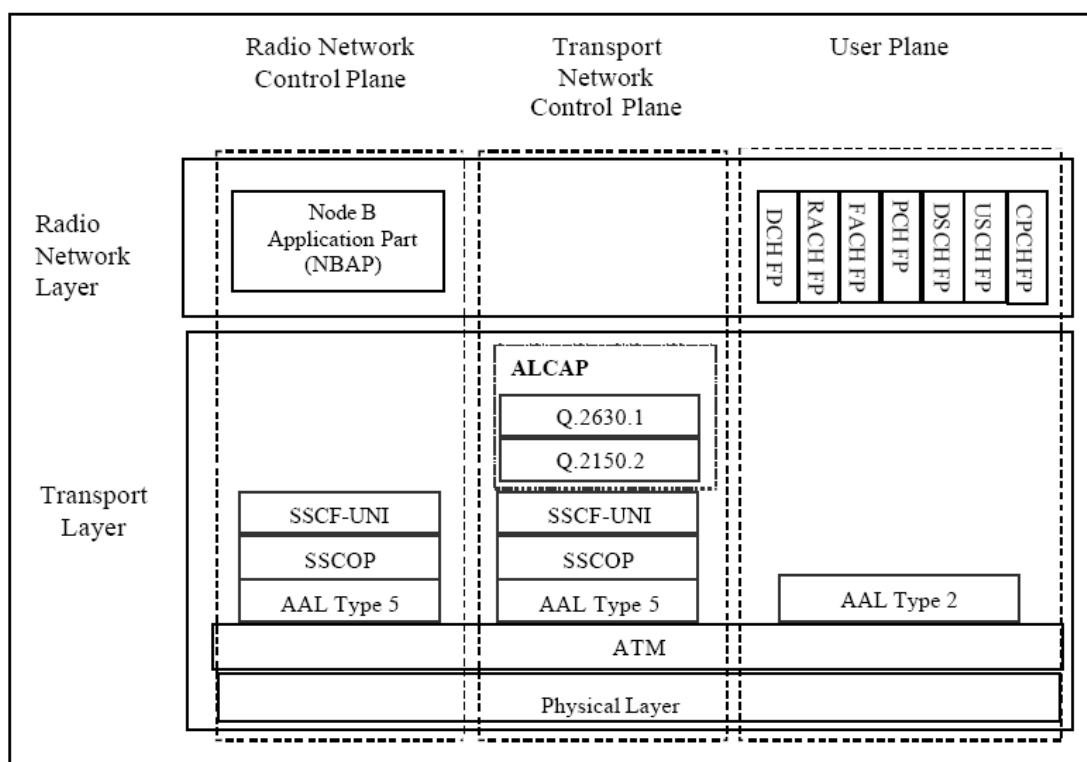 Radio Network
Control Plane
Transport
Network
Control Plane
User Plane
Radio
Network
Layer
Node B
Application Part
(NBAP)
DCH FP
RACH FP
FACH FP
PCH FP
DSCH FP
USCH FP
CPCH FP
Transport
Layer
ALCAP
Q.2630.1
Q.2150.2
SSCF-UNI
SSCOP
AAL Type 5
SSCF-UNI
SSCOP
AAL Type 5
AAL Type 2
ATM
Physical Layer